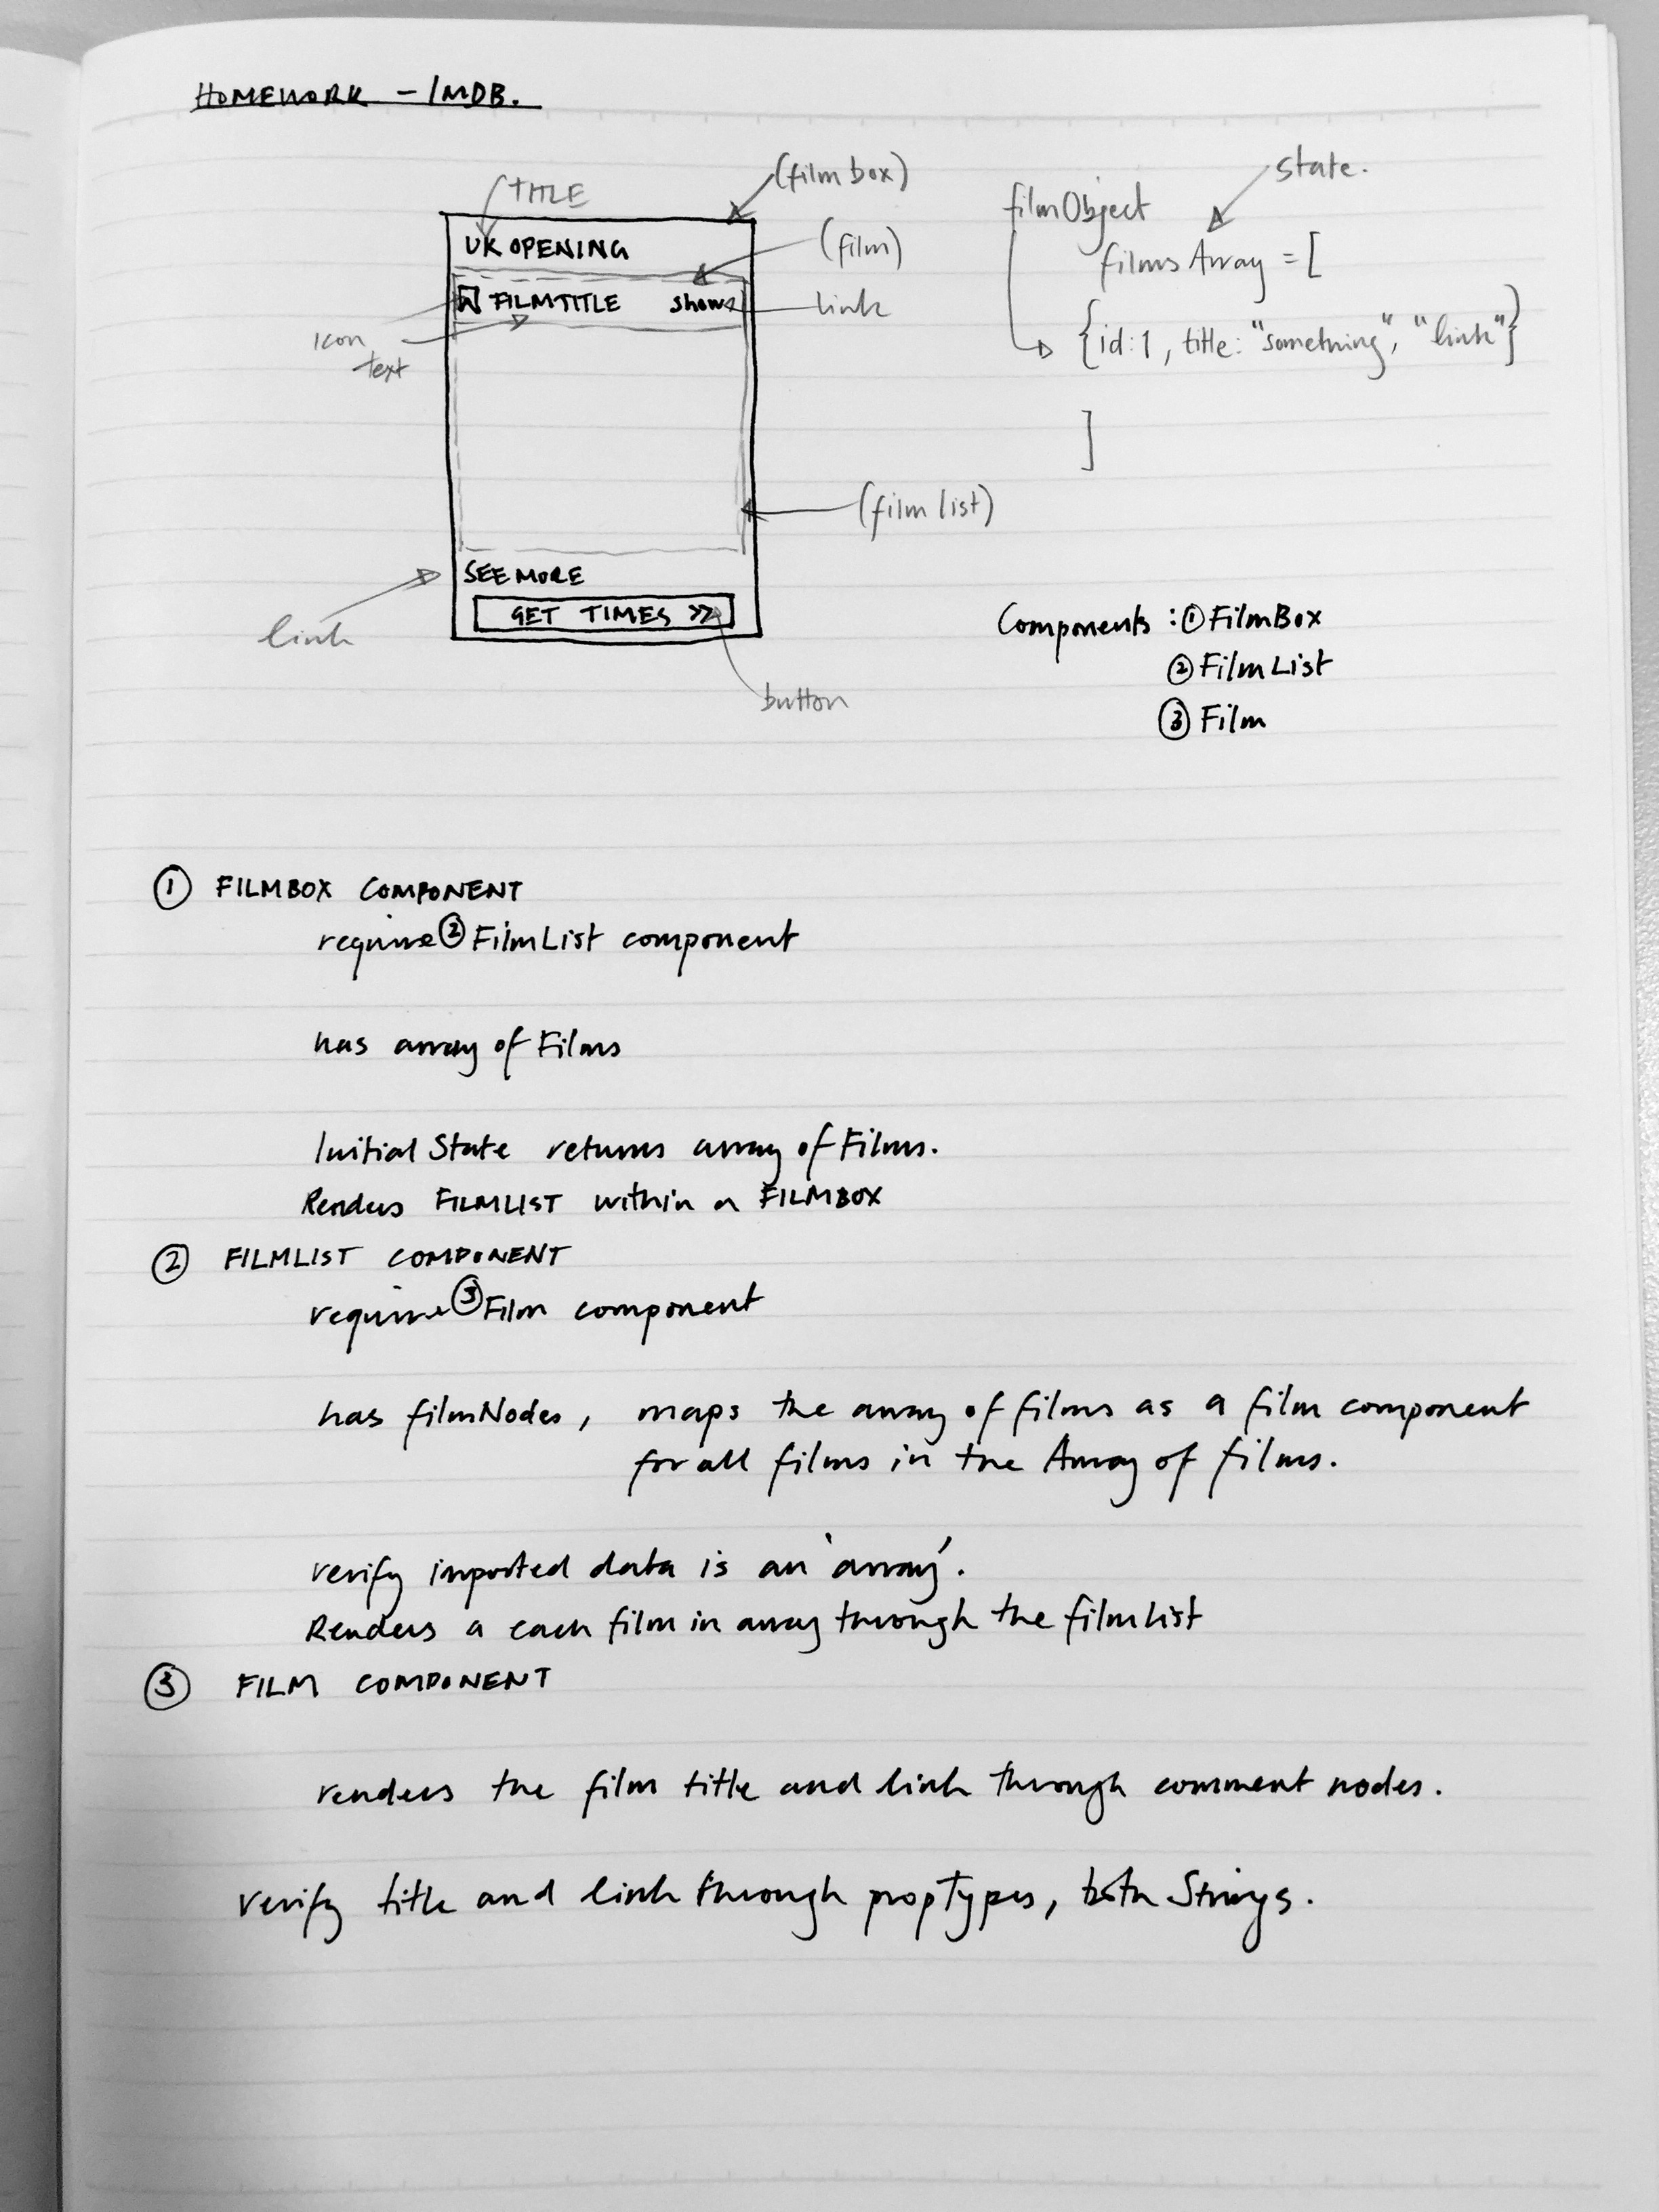 HOMEWORK - IMDB.
TITLE
(film box)
state.
filmObject
UK OPENING
(film)
filmsArray = [
FILMTITLE shows
link
icon
text
{id:1, title: "something", "link"}
]
(film list)
SEE MORE
GET TIMES >>
link
button
Components : ① FilmBox
② FilmList
③ Film
① FILMBOX COMPONENT
require ② FilmList component
has array of Films
Initial State returns array of Films.
Renders FILMLIST within a FILMBOX
② FILMLIST COMPONENT
require ③ Film component
has filmNodes, maps the array of films as a film component
for all films in the Array of films.
verify imported data is an 'array'.
Renders a each film in array through the filmlist
③ FILM COMPONENT
renders the film title and link through comment nodes.
verify title and link through propTypes, both Strings.